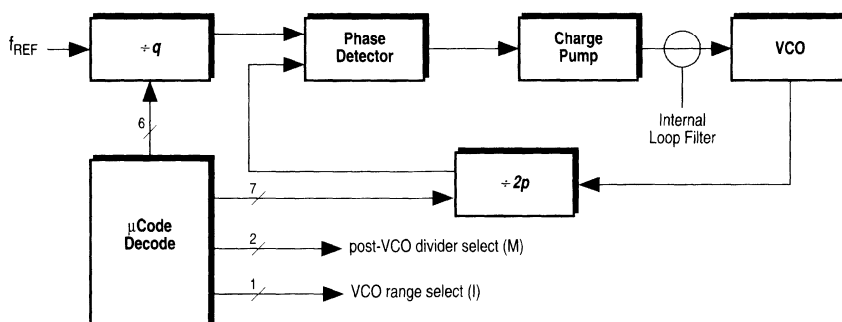 f_REF
÷ q
Phase
Detector
Charge
Pump
VCO
Internal
Loop Filter
6
÷ 2p
μCode
Decode
7
2
post-VCO divider select (M)
1
VCO range select (I)